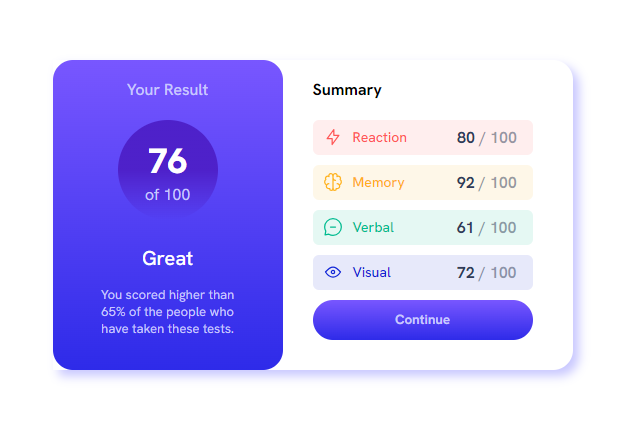 Your Result
76
of 100
Great
You scored higher than
65% of the people who
have taken these tests.
Summary
Reaction 80 / 100
Memory 92 / 100
Verbal 61 / 100
Visual 72 / 100
Continue